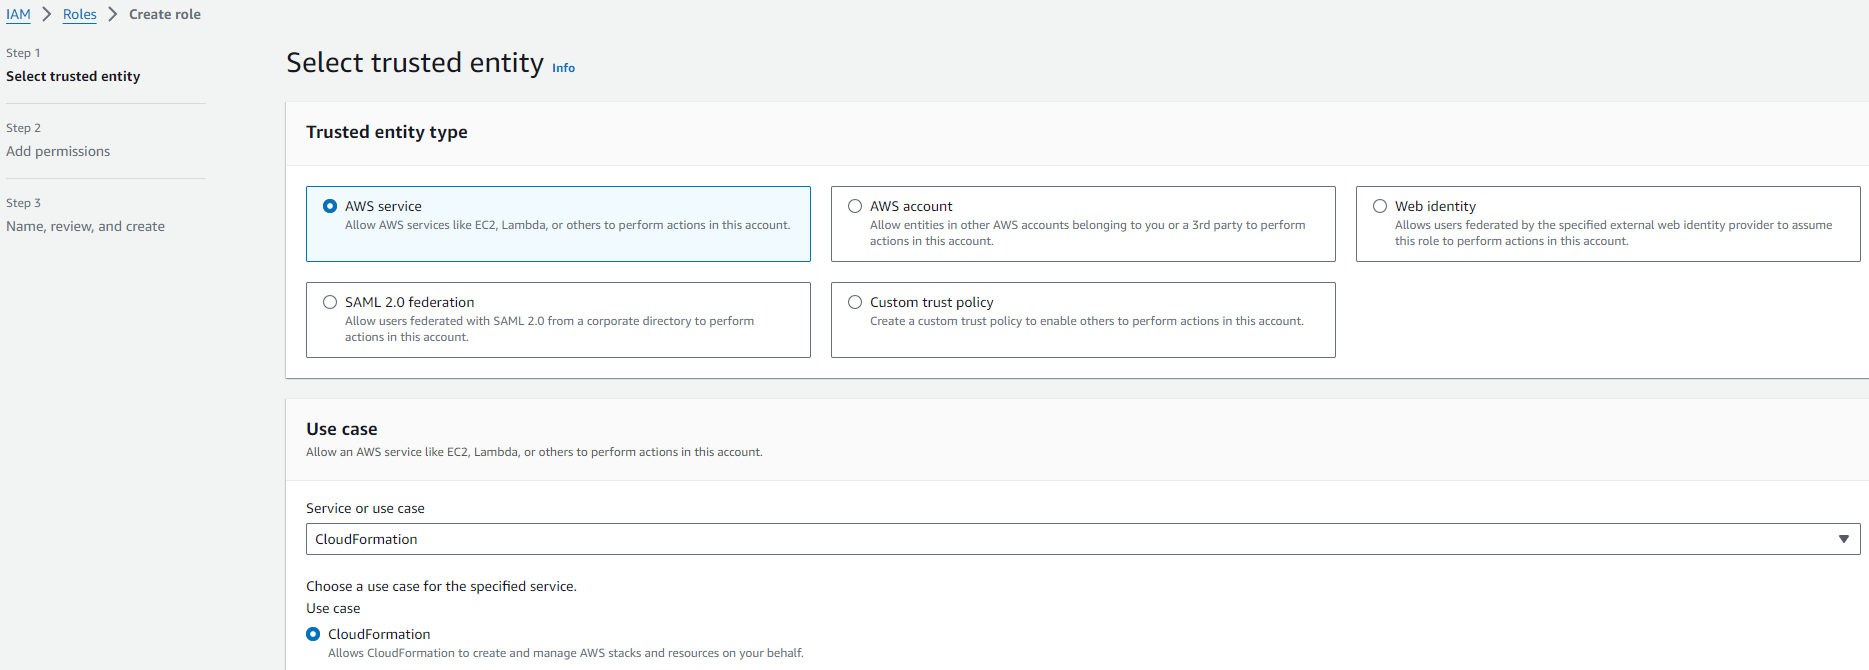 IAM > Roles > Create role
Step 1
Select trusted entity
Step 2
Add permissions
Step 3
Name, review, and create
Select trusted entity Info
Trusted entity type
AWS service
Allow AWS services like EC2, Lambda, or others to perform actions in this account.
AWS account
Allow entities in other AWS accounts belonging to you or a 3rd party to perform
actions in this account.
Web identity
Allows users federated by the specified external web identity provider to assume
this role to perform actions in this account.
SAML 2.0 federation
Allow users federated with SAML 2.0 from a corporate directory to perform
actions in this account.
Custom trust policy
Create a custom trust policy to enable others to perform actions in this account.
Use case
Allow an AWS service like EC2, Lambda, or others to perform actions in this account.
Service or use case
CloudFormation
Choose a use case for the specified service.
Use case
CloudFormation
Allows CloudFormation to create and manage AWS stacks and resources on your behalf.